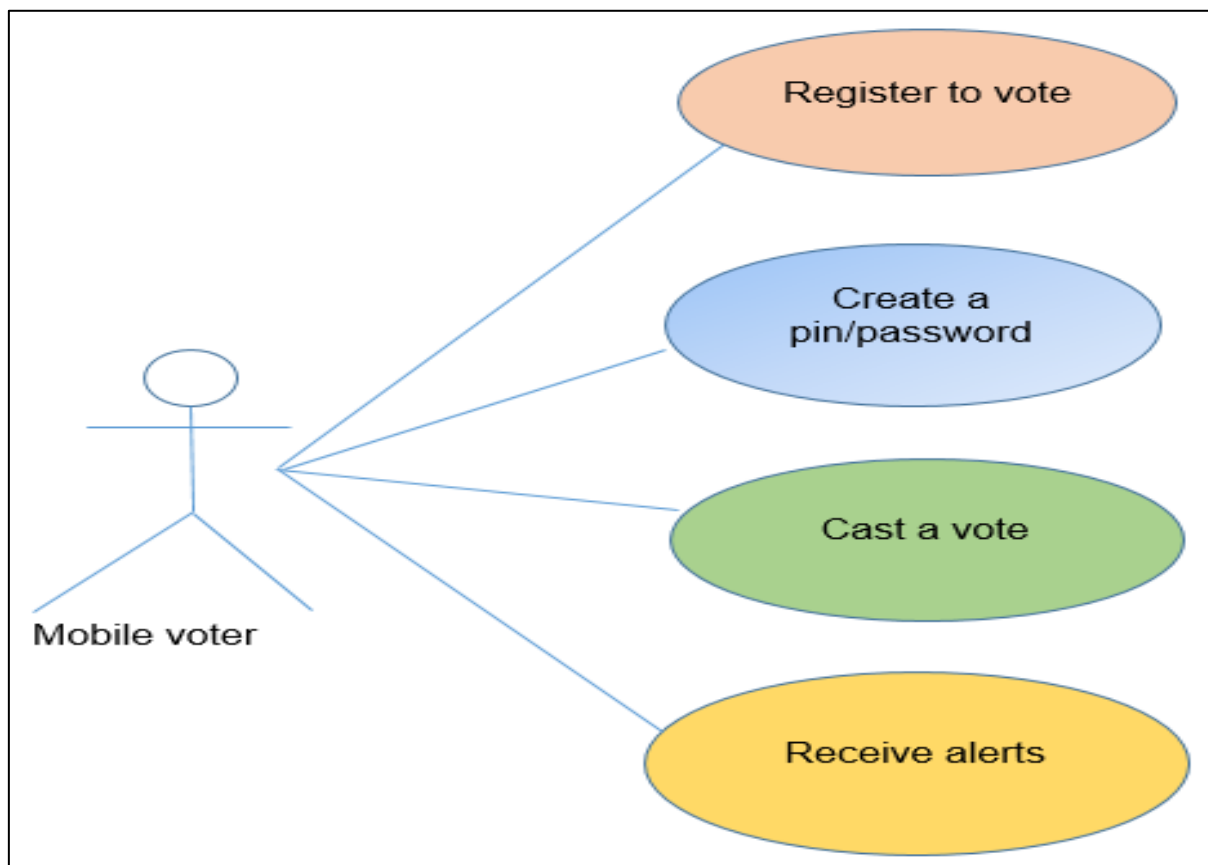 Register to vote
Create a
pin/password
Cast a vote
Mobile voter
Receive alerts